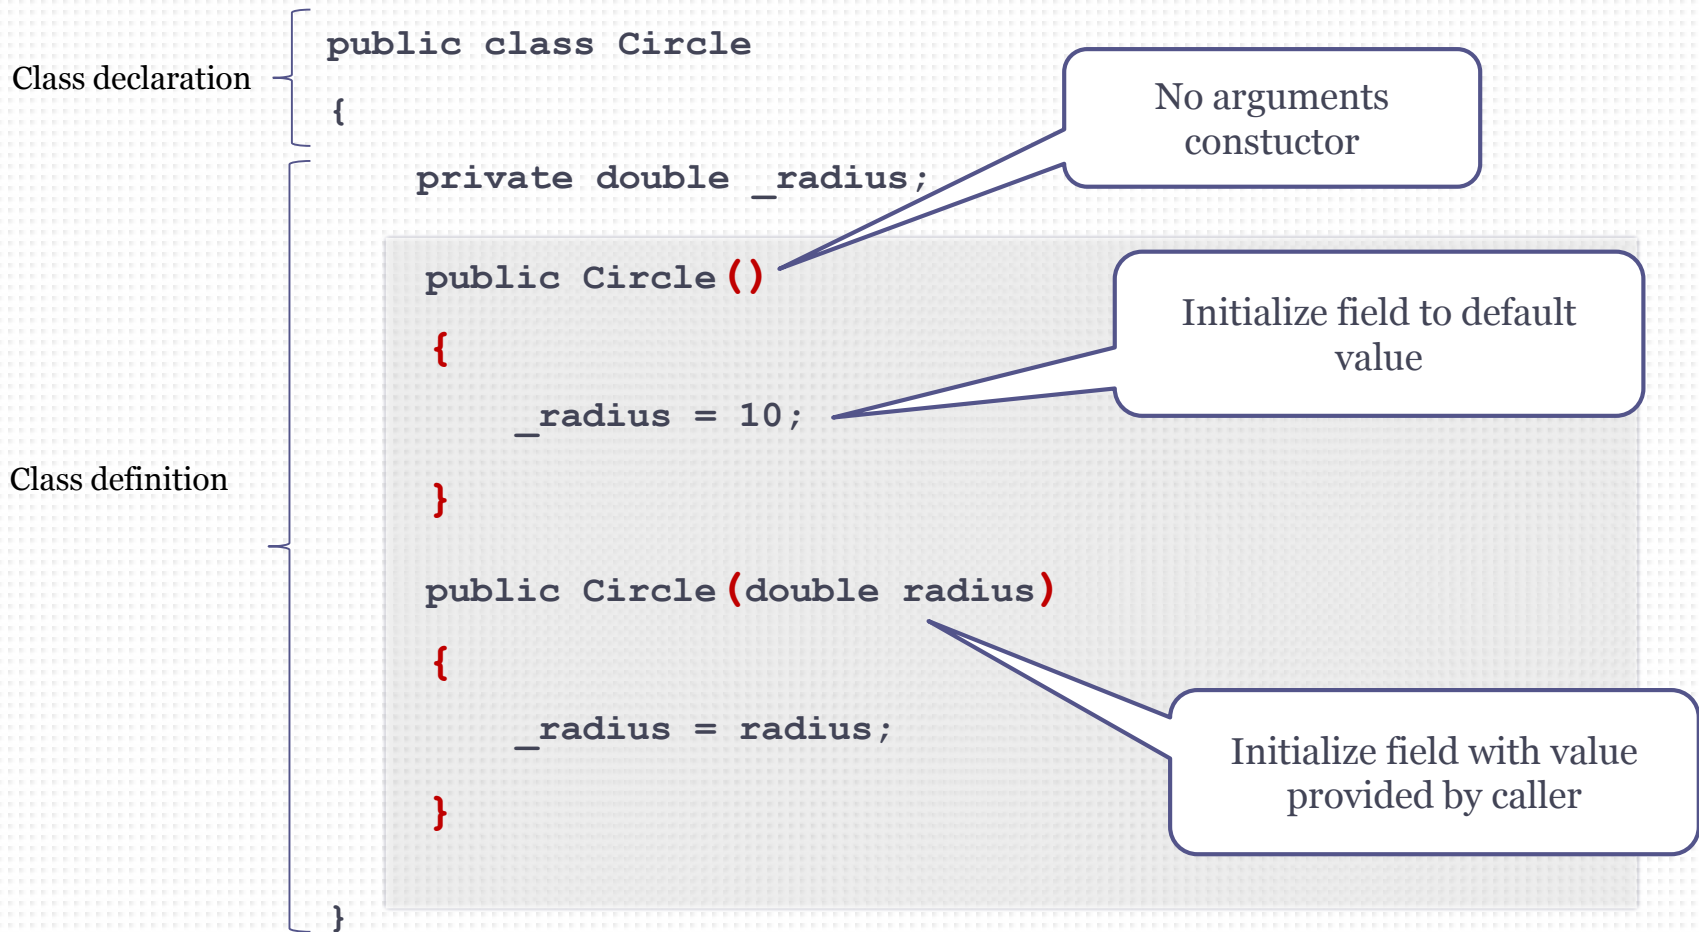 public class Circle
Class declaration
{
No arguments
constuctor
private double _radius;
public Circle()
{
Initialize field to default
value
_radius = 10;
Class definition
}
public Circle(double radius)
{
_radius = radius;
Initialize field with value
provided by caller
}
}